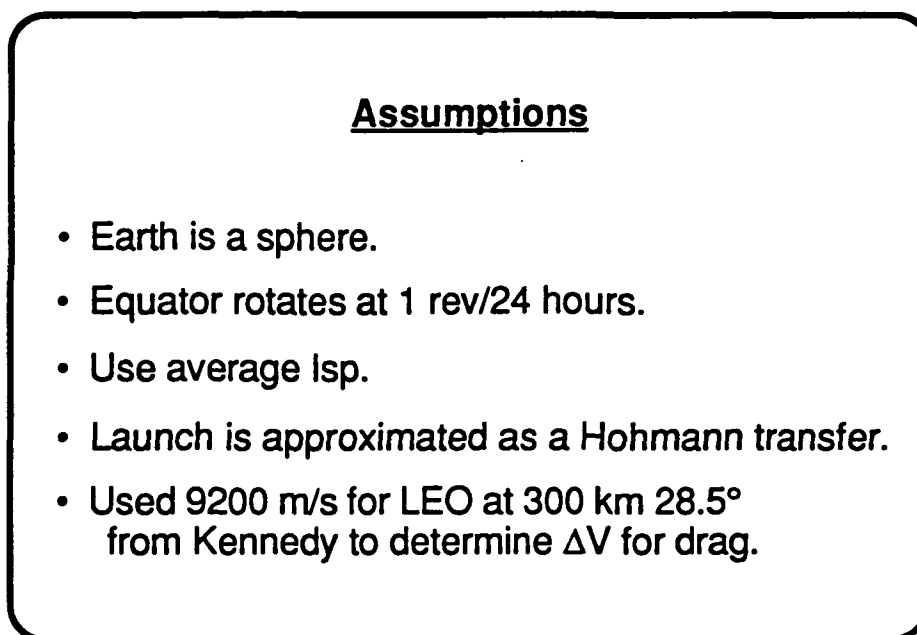 Assumptions
• Earth is a sphere.
• Equator rotates at 1 rev/24 hours.
• Use average Isp.
• Launch is approximated as a Hohmann transfer.
• Used 9200 m/s for LEO at 300 km 28.5°
from Kennedy to determine ΔV for drag.